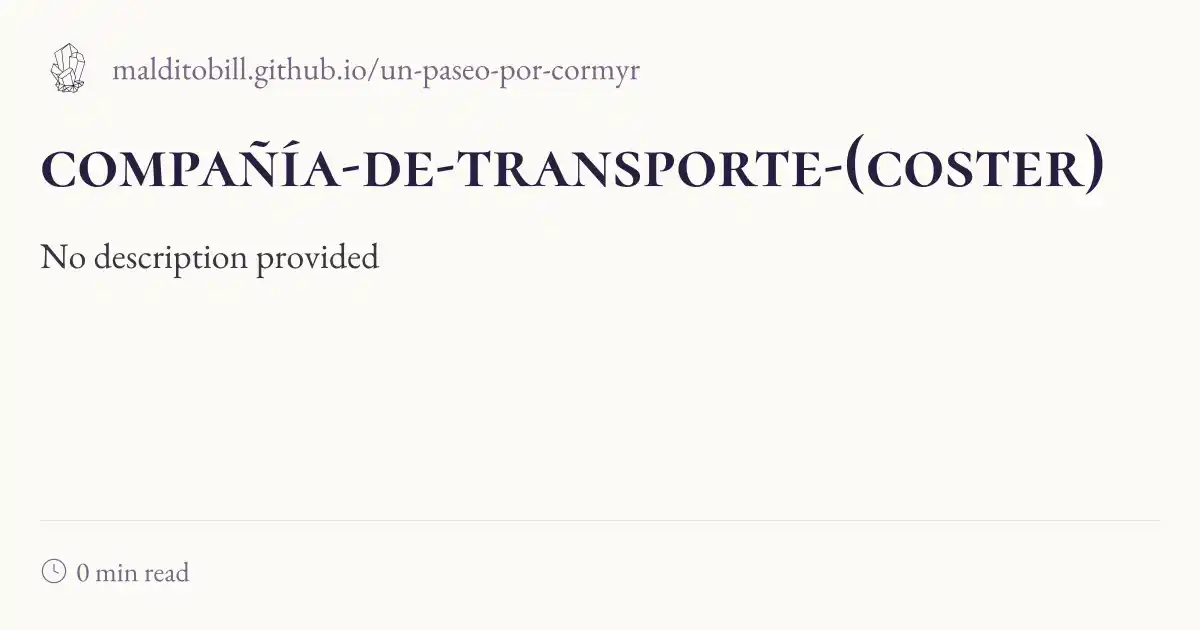 malditobill.github.io/un-paseo-por-cormyr
compañía-de-transporte-(coster)
No description provided
0 min read